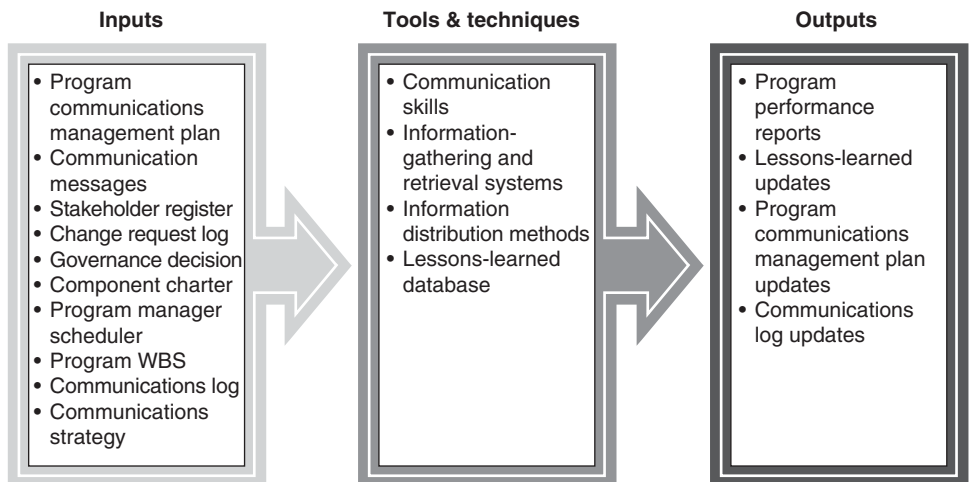 Inputs
• Program
communications
management plan
• Communication
messages
• Stakeholder register
• Change request log
• Governance decision
• Component charter
• Program manager
scheduler
• Program WBS
• Communications log
• Communications
strategy
Tools & techniques
• Communication
skills
• Information-
gathering and
retrieval systems
• Information
distribution methods
• Lessons-learned
database
Outputs
• Program
performance
reports
• Lessons-learned
updates
• Program
communications
management plan
updates
• Communications
log updates